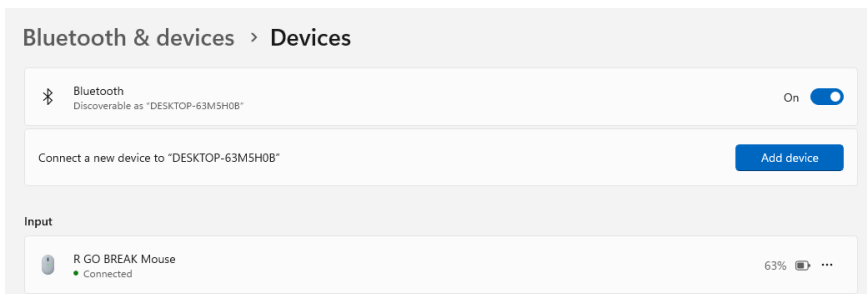 Bluetooth & devices > Devices
Bluetooth
Discoverable as "DESKTOP-63M5H0B"
On
Connect a new device to "DESKTOP-63M5H0B"
Add device
Input
R GO BREAK Mouse
Connected
63%